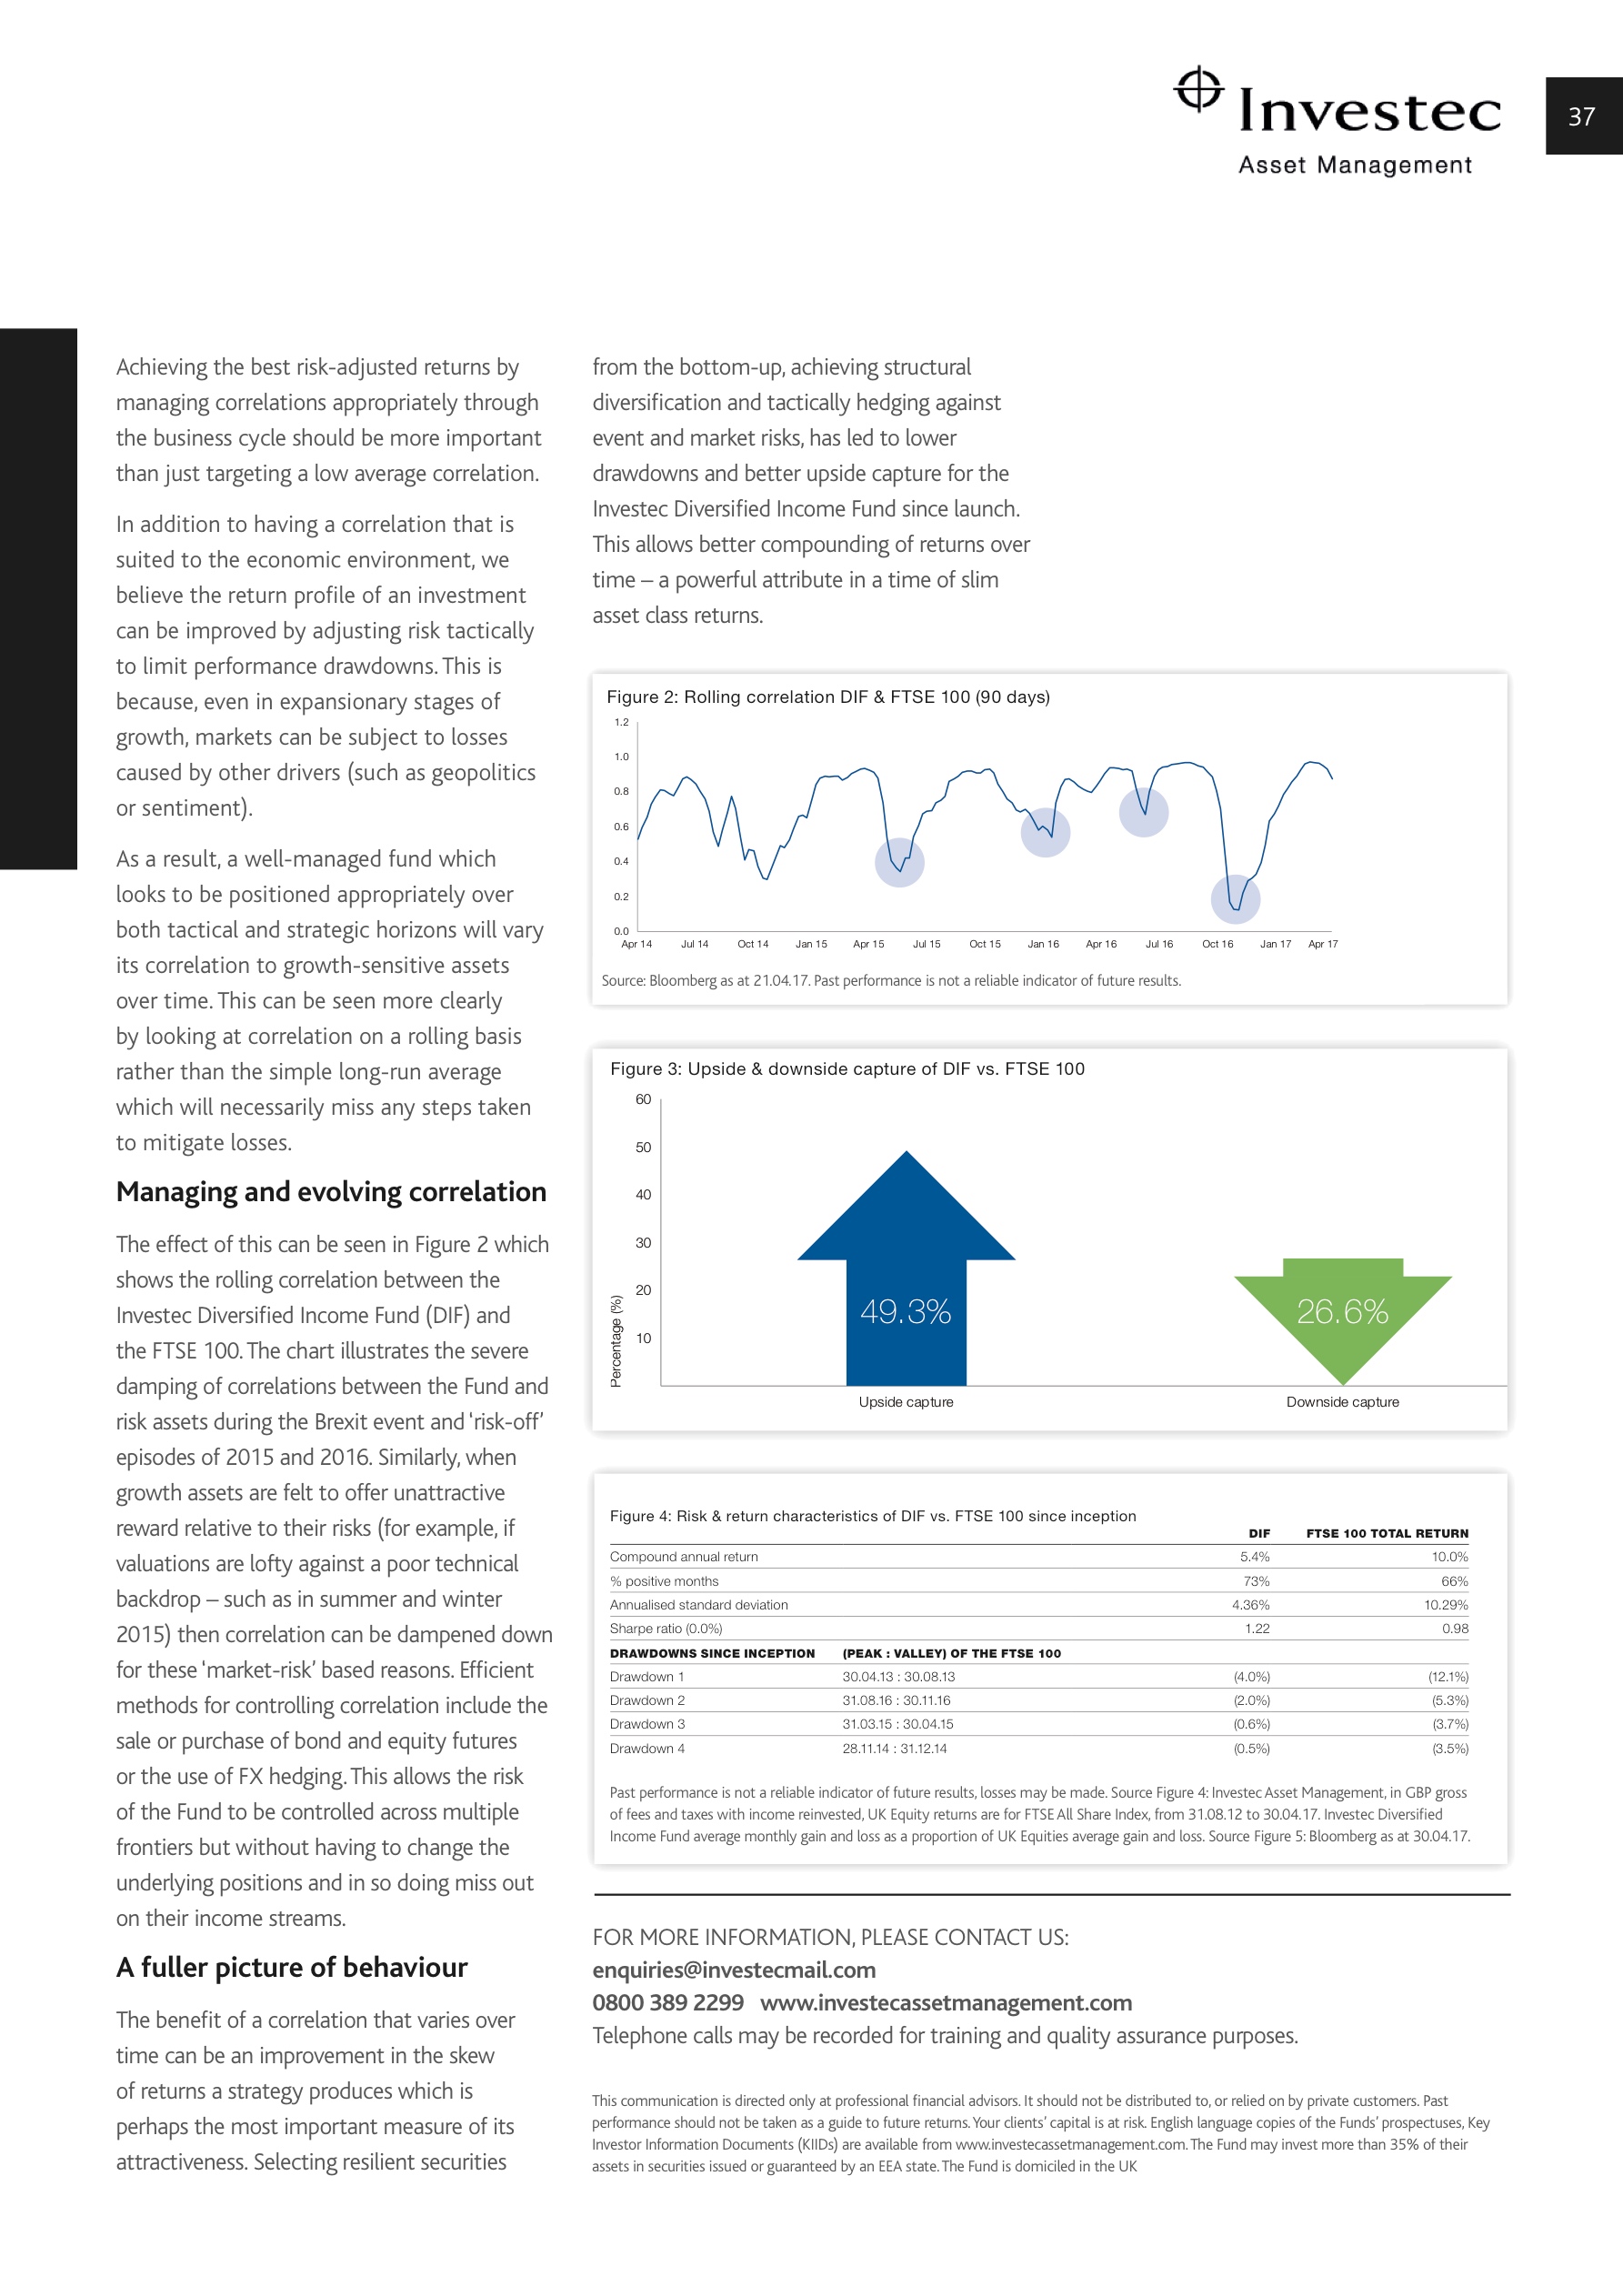 Investec
Asset Management
37
Achieving the best risk-adjusted returns by
managing correlations appropriately through
the business cycle should be more important
than just targeting a low average correlation.
In addition to having a correlation that is
suited to the economic environment, we
believe the return profile of an investment
can be improved by adjusting risk tactically
to limit performance drawdowns. This is
because, even in expansionary stages of
growth, markets can be subject to losses
caused by other drivers (such as geopolitics
or sentiment).
As a result, a well-managed fund which
looks to be positioned appropriately over
both tactical and strategic horizons will vary
its correlation to growth-sensitive assets
over time. This can be seen more clearly
by looking at correlation on a rolling basis
rather than the simple long-run average
which will necessarily miss any steps taken
to mitigate losses.
Managing and evolving correlation
The effect of this can be seen in Figure 2 which
shows the rolling correlation between the
Investec Diversified Income Fund (DIF) and
the FTSE 100. The chart illustrates the severe
damping of correlations between the Fund and
risk assets during the Brexit event and 'risk-off'
episodes of 2015 and 2016. Similarly, when
growth assets are felt to offer unattractive
reward relative to their risks (for example, if
valuations are lofty against a poor technical
backdrop – such as in summer and winter
2015) then correlation can be dampened down
for these 'market-risk' based reasons. Efficient
methods for controlling correlation include the
sale or purchase of bond and equity futures
or the use of FX hedging. This allows the risk
of the Fund to be controlled across multiple
frontiers but without having to change the
underlying positions and in so doing miss out
on their income streams.
A fuller picture of behaviour
The benefit of a correlation that varies over
time can be an improvement in the skew
of returns a strategy produces which is
perhaps the most important measure of its
attractiveness. Selecting resilient securities
from the bottom-up, achieving structural
diversification and tactically hedging against
event and market risks, has led to lower
drawdowns and better upside capture for the
Investec Diversified Income Fund since launch.
This allows better compounding of returns over
time – a powerful attribute in a time of slim
asset class returns.
Figure 2: Rolling correlation DIF & FTSE 100 (90 days)
1.2
1.0
0.8
0.6
0.4
0.2
0.0
Apr 14 Jul 14 Oct 14 Jan 15 Apr 15 Jul 15 Oct 15 Jan 16 Apr 16 Jul 16 Oct 16 Jan 17 Apr 17
Source: Bloomberg as at 21.04.17. Past performance is not a reliable indicator of future results.
Figure 3: Upside & downside capture of DIF vs. FTSE 100
60
50
40
30
20
10
Percentage (%)
49.3%
26.6%
Upside capture Downside capture
Figure 4: Risk & return characteristics of DIF vs. FTSE 100 since inception
DIF FTSE 100 TOTAL RETURN
Compound annual return 5.4% 10.0%
% positive months 73% 66%
Annualised standard deviation 4.36% 10.29%
Sharpe ratio (0.0%) 1.22 0.98
DRAWDOWNS SINCE INCEPTION (PEAK : VALLEY) OF THE FTSE 100
Drawdown 1 30.04.13 : 30.08.13 (4.0%) (12.1%)
Drawdown 2 31.08.16 : 30.11.16 (2.0%) (5.3%)
Drawdown 3 31.03.15 : 30.04.15 (0.6%) (3.7%)
Drawdown 4 28.11.14 : 31.12.14 (0.5%) (3.5%)
Past performance is not a reliable indicator of future results, losses may be made. Source Figure 4: Investec Asset Management, in GBP gross
of fees and taxes with income reinvested, UK Equity returns are for FTSE All Share Index, from 31.08.12 to 30.04.17. Investec Diversified
Income Fund average monthly gain and loss as a proportion of UK Equities average gain and loss. Source Figure 5: Bloomberg as at 30.04.17.
FOR MORE INFORMATION, PLEASE CONTACT US:
enquiries@investecmail.com
0800 389 2299 www.investecassetmanagement.com
Telephone calls may be recorded for training and quality assurance purposes.
This communication is directed only at professional financial advisors. It should not be distributed to, or relied on by private customers. Past
performance should not be taken as a guide to future returns. Your clients' capital is at risk. English language copies of the Funds' prospectuses, Key
Investor Information Documents (KIIDs) are available from www.investecassetmanagement.com. The Fund may invest more than 35% of their
assets in securities issued or guaranteed by an EEA state. The Fund is domiciled in the UK